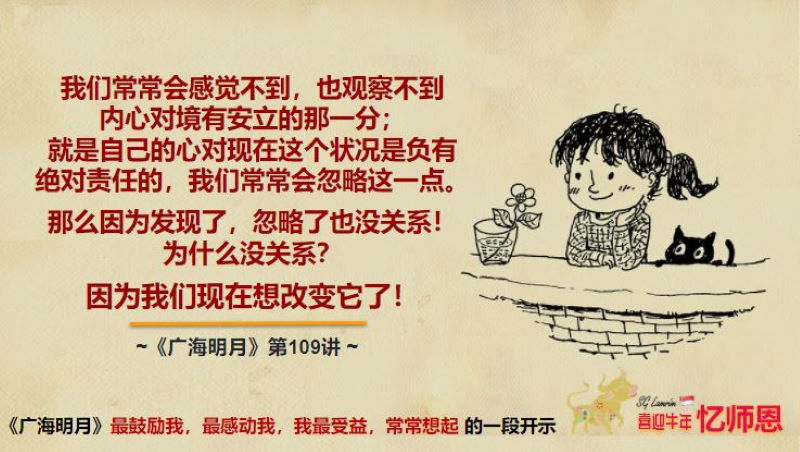 我们常常会感觉不到，也观察不到
内心对境有安立的那一分；
就是自己的心对现在这个状况是负有
绝对责任的，我们常常会忽略这一点。
那么因为发现了，忽略了也没关系！
为什么没关系？
因为我们现在想改变它了！
~《广海明月》第109讲 ~
《广海明月》最鼓励我，最感动我，我最受益，常常想起 的一段开示
SG Lamrim
喜迎牛年 忆师恩